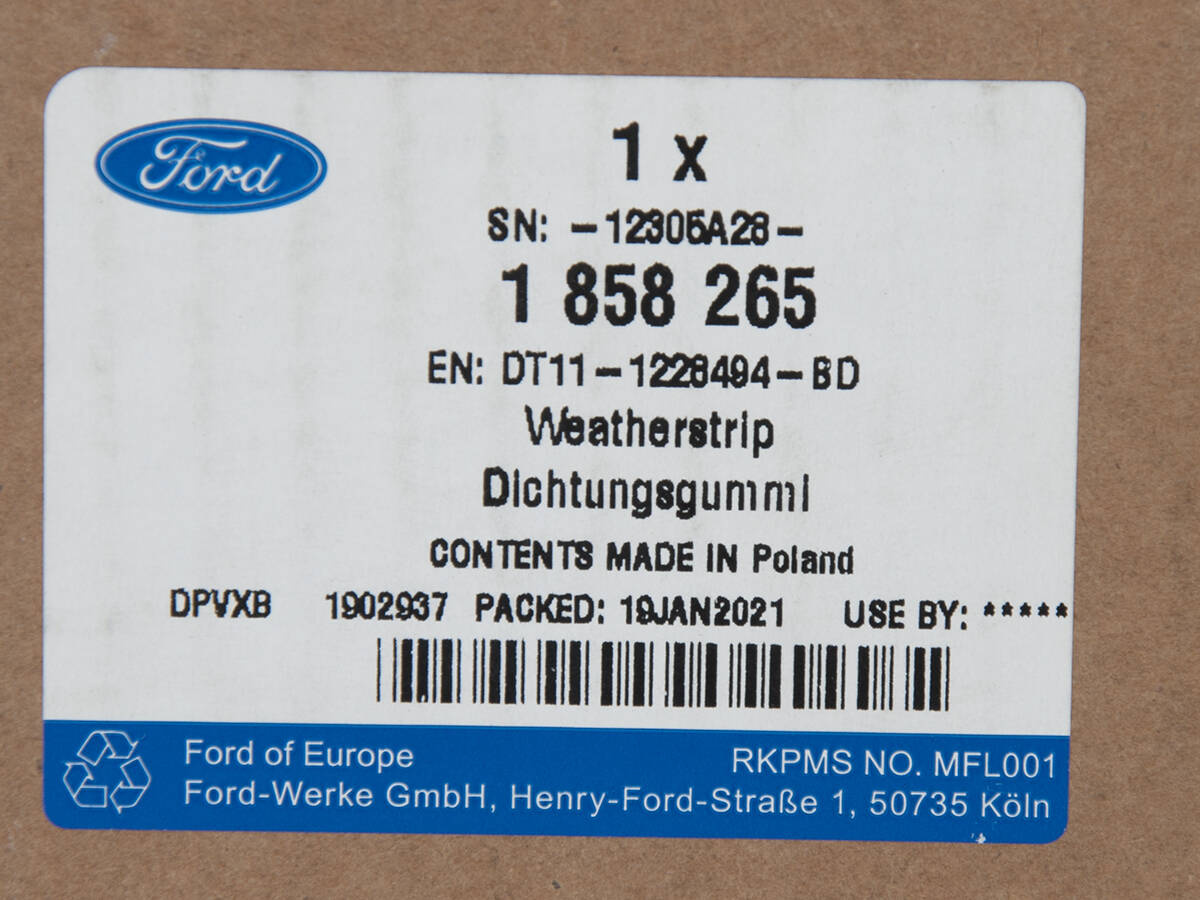 Ford
1 x
SN: -12305A28-
1 858 265
EN: DT11-1228494-BD
Weatherstrip
Dichtungsgummi
CONTENTS MADE IN Poland
DPVXB 1902937 PACKED: 19JAN2021 USE BY: *****
Ford of Europe RKPMS NO. MFL001
Ford-Werke GmbH, Henry-Ford-Straße 1, 50735 Köln